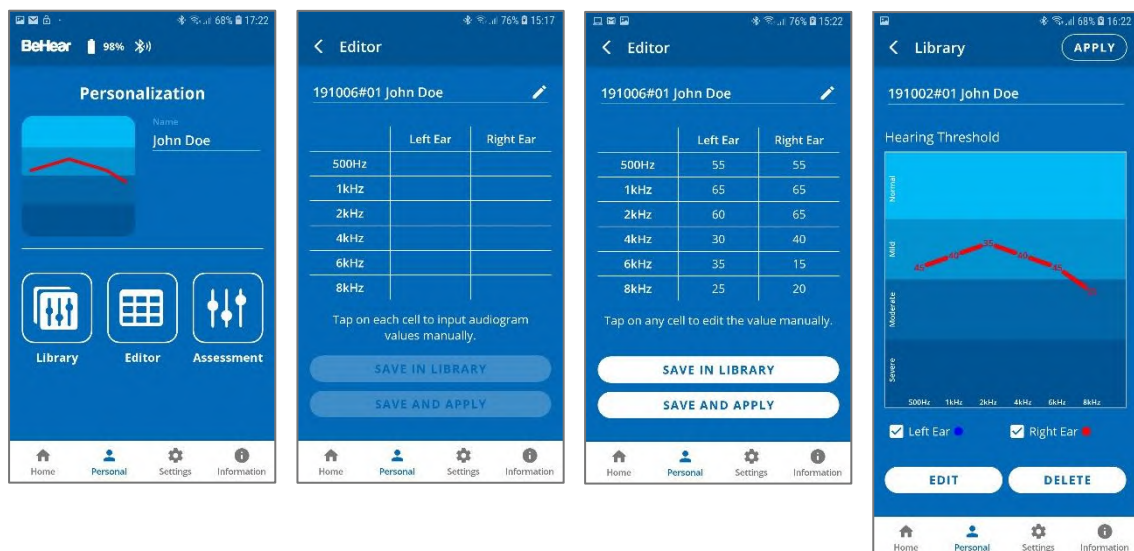 68% 17:22
BeHear 98%
Personalization
Name
John Doe
Library Editor Assessment
Home Personal Settings Information
76% 15:17
Editor
191006#01 John Doe
Left Ear Right Ear
500Hz
1kHz
2kHz
4kHz
6kHz
8kHz
Tap on each cell to input audiogram
values manually.
SAVE IN LIBRARY
SAVE AND APPLY
Home Personal Settings Information
76% 15:22
Editor
191006#01 John Doe
Left Ear Right Ear
500Hz 55 55
1kHz 65 65
2kHz 60 65
4kHz 30 40
6kHz 35 15
8kHz 25 20
Tap on any cell to edit the value manually.
SAVE IN LIBRARY
SAVE AND APPLY
Home Personal Settings Information
68% 16:22
Library APPLY
191002#01 John Doe
Hearing Threshold
Normal
Mild
Moderate
Severe
45 40 35 40 45
500Hz 1kHz 2kHz 4kHz 6kHz 8kHz
Left Ear Right Ear
EDIT DELETE
Home Personal Settings Information